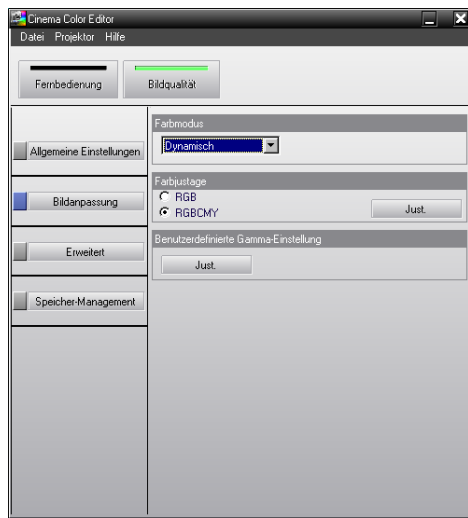 Cinema Color Editor
Datei Projektor Hilfe
Fernbedienung Bildqualität
Farbmodus
Allgemeine Einstellungen
Dynamisch
Bildanpassung
Farbjustage
RGB
RGBCMY
Just.
Benutzerdefinierte Gamma-Einstellung
Erweitert
Just.
Speicher-Management